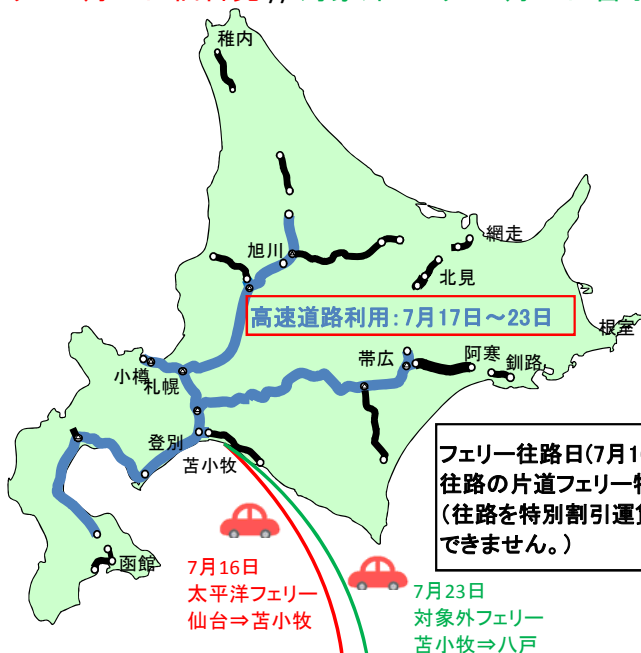 稚内
旭川
網走
北見
高速道路利用:7月17日～23日
根室
帯広
阿寒
釧路
小樽
札幌
登別
苫小牧
フェリー往路日(7月1
往路の片道フェリー
(往路を特別割引運
できません。)
函館
7月16日
太平洋フェリー
仙台⇒苫小牧
7月23日
対象外フェリー
苫小牧⇒八戸